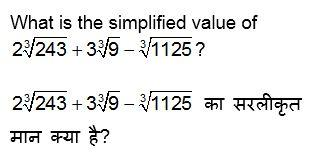 What is the simplified value of
2∛243 + 3∛9 − ∛1125 ?
2∛243 + 3∛9 − ∛1125 का सरलीकृत
मान क्या है?